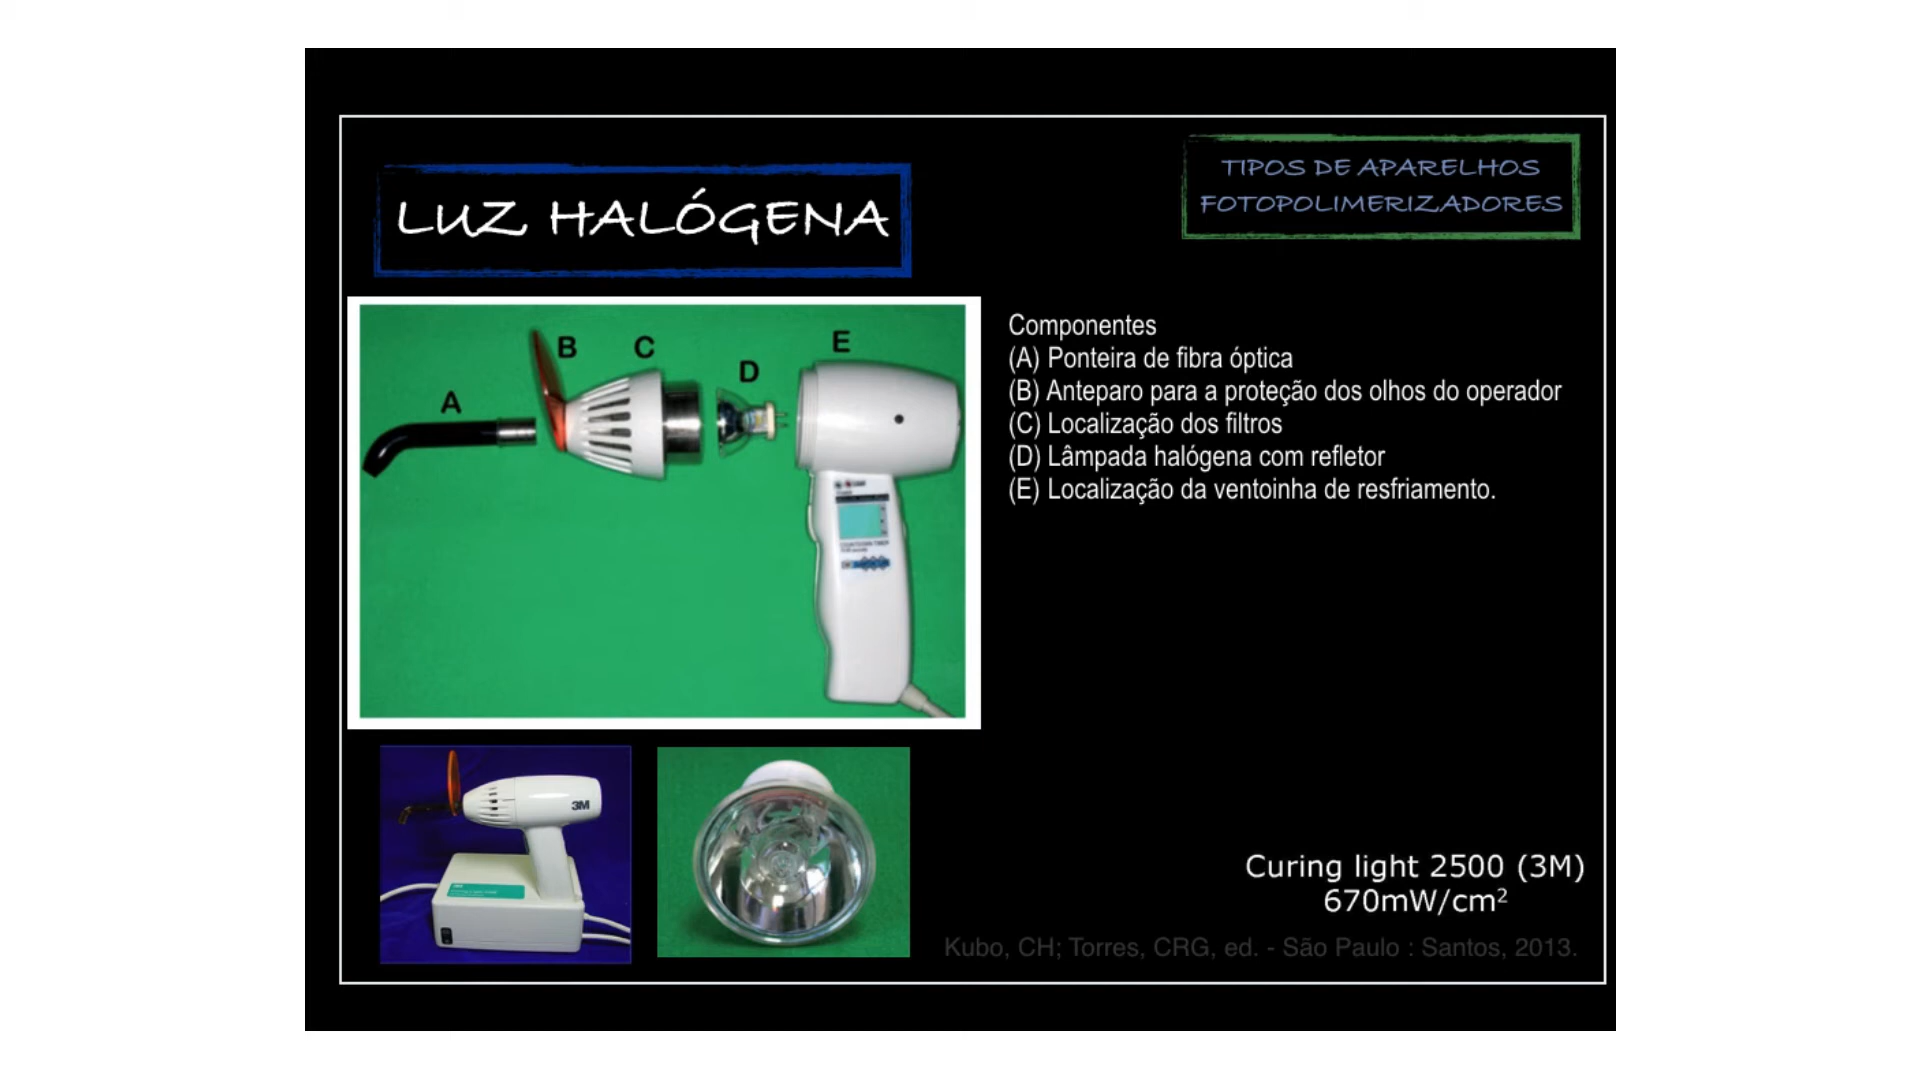 TIPOS DE APARELHOS
FOTOPOLIMERIZADORES
LUZ HALÓGENA
A
B
C
D
E
Componentes
(A) Ponteira de fibra óptica
(B) Anteparo para a proteção dos olhos do operador
(C) Localização dos filtros
(D) Lâmpada halógena com refletor
(E) Localização da ventoinha de resfriamento.
3M
Curing light 2500 (3M)
670mW/cm²
Kubo, CH; Torres, CRG, ed. - São Paulo : Santos, 2013.